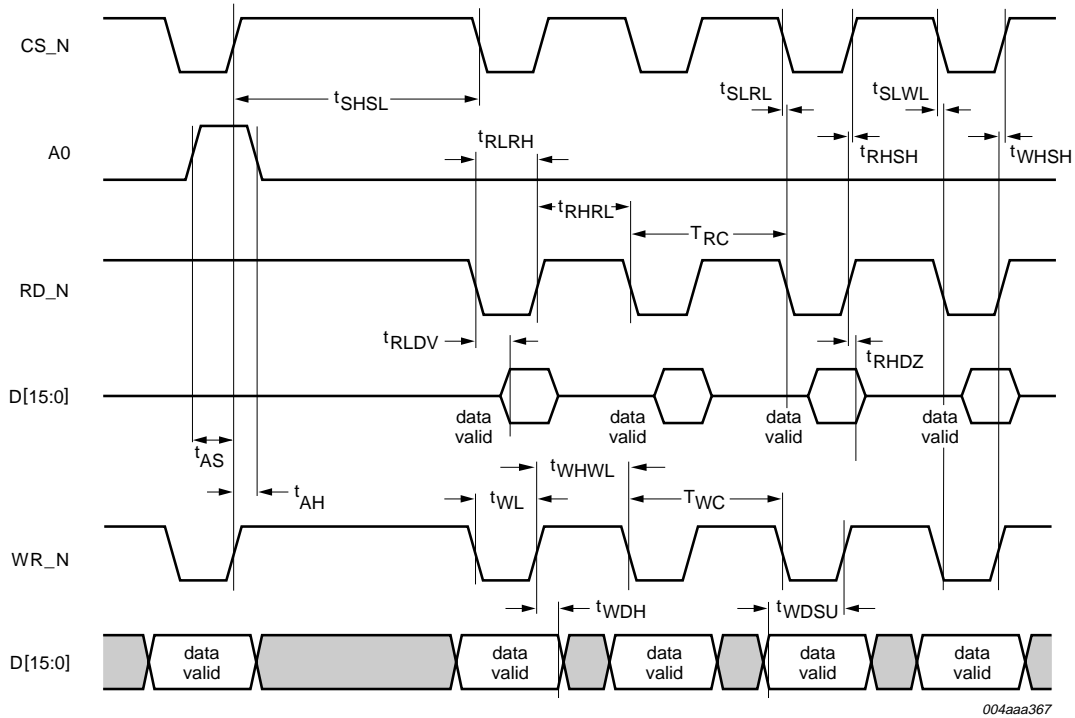 CS_N
tSHSL
tSLRL
tSLWL
A0
tRLRH
tRHSH
tWHSH
tRHRL
TRC
RD_N
tRLDV
tRHDZ
D[15:0]
data valid
data valid
data valid
data valid
tAS
tWHWL
tAH
tWL
TWC
WR_N
tWDH
tWDSU
D[15:0]
data valid
data valid
data valid
data valid
data valid
004aaa367